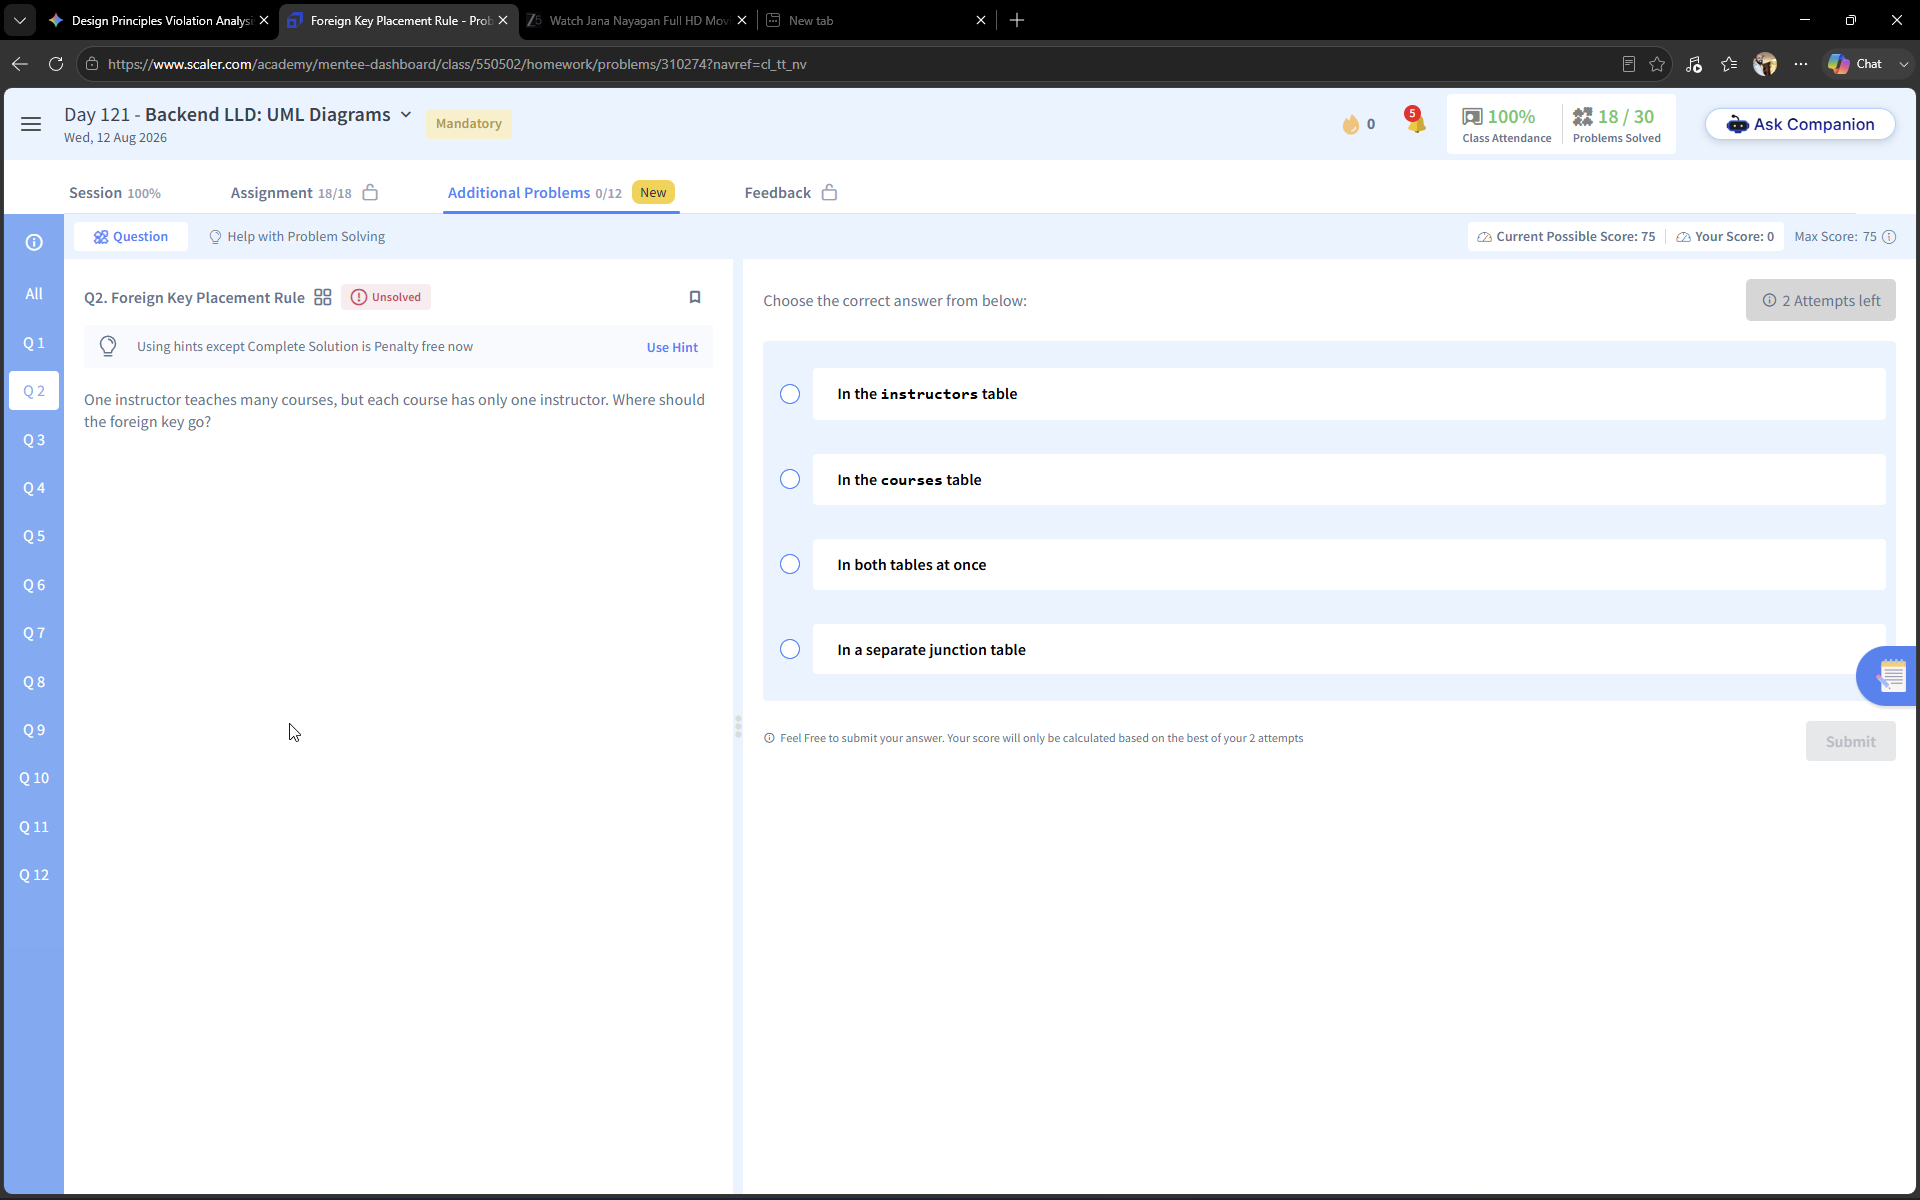 Design Principles Violation Analys
Foreign Key Placement Rule - Prob
Watch Jana Nayagan Full HD Mov
New tab
https://www.scaler.com/academy/mentee-dashboard/class/550502/homework/problems/310274?navref=cl_tt_nv
Chat
Day 121 - Backend LLD: UML Diagrams
Wed, 12 Aug 2026
Mandatory
0
5
100%
Class Attendance
18 / 30
Problems Solved
Ask Companion
Session 100%
Assignment 18/18
Additional Problems 0/12 New
Feedback
Question
Help with Problem Solving
Current Possible Score: 75
Your Score: 0
Max Score: 75
All
Q 1
Q 2
Q 3
Q 4
Q 5
Q 6
Q 7
Q 8
Q 9
Q 10
Q 11
Q 12
Q2. Foreign Key Placement Rule
Unsolved
Using hints except Complete Solution is Penalty free now
Use Hint
One instructor teaches many courses, but each course has only one instructor. Where should
the foreign key go?
Choose the correct answer from below:
2 Attempts left
In the instructors table
In the courses table
In both tables at once
In a separate junction table
Feel Free to submit your answer. Your score will only be calculated based on the best of your 2 attempts
Submit